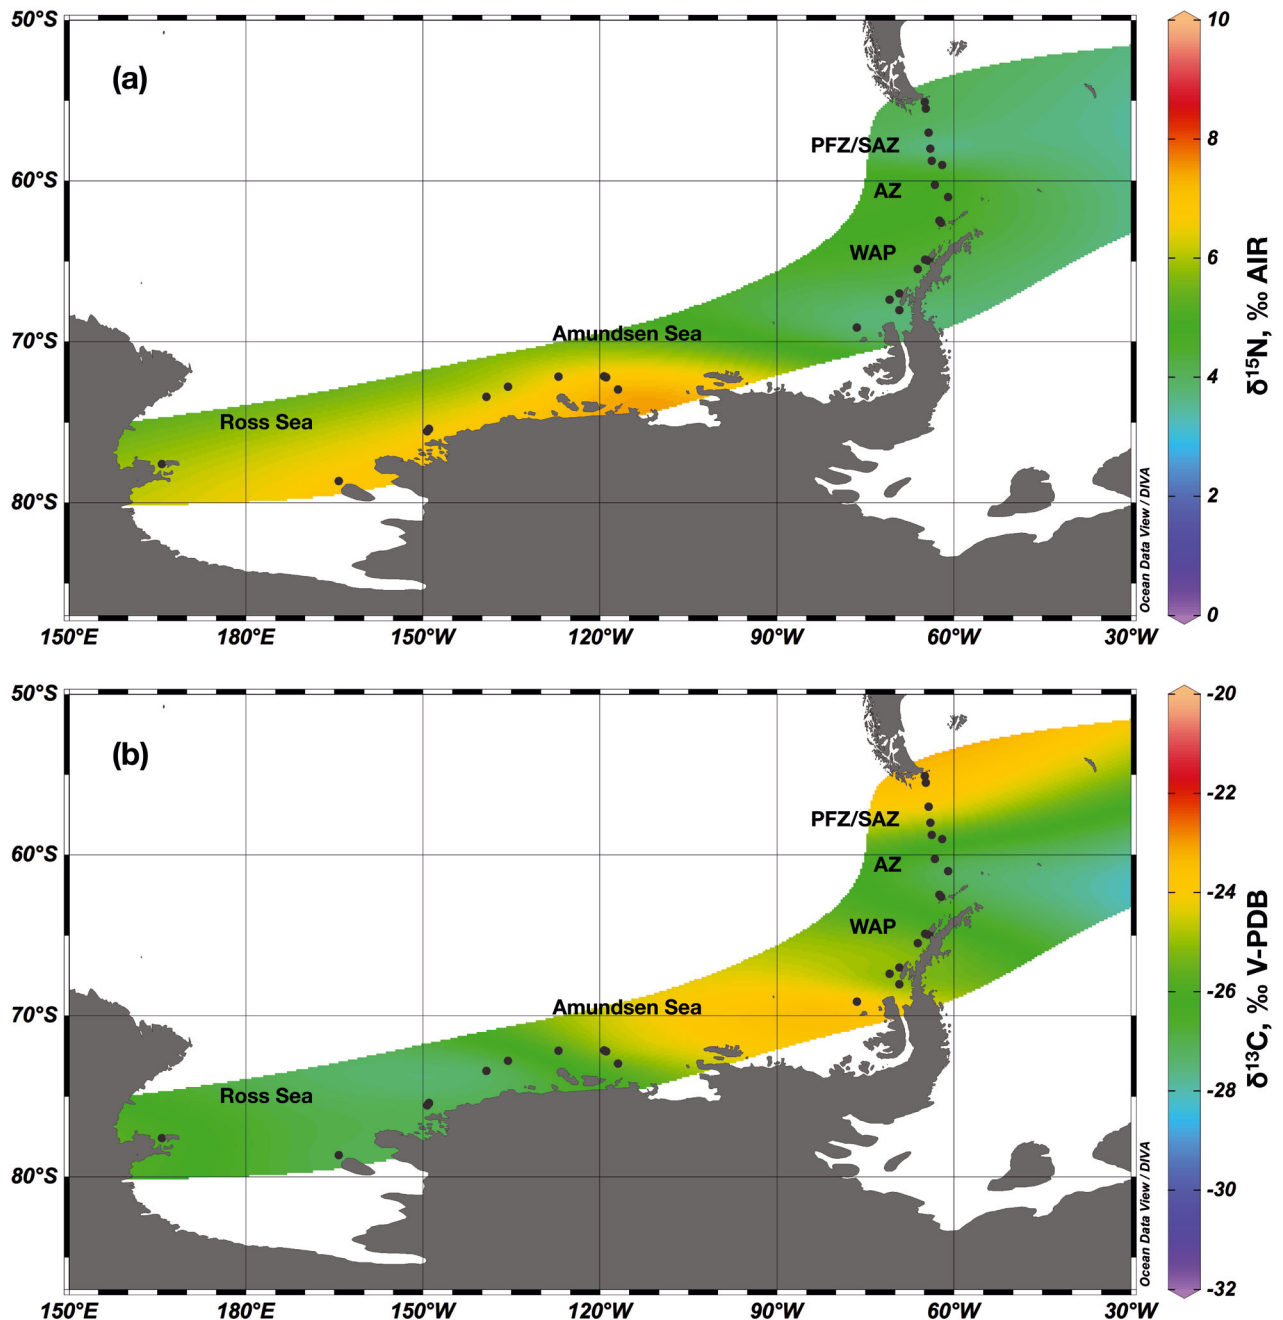 50°S
(a)
PFZ/SAZ
60°S
AZ
WAP
Amundsen Sea
70°S
Ross Sea
80°S
150°E 180°E 150°W 120°W 90°W 60°W 30°W
Ocean Data View / DIVA
10
8
6
4
2
0
δ¹⁵N, ‰ AIR
50°S
(b)
PFZ/SAZ
60°S
AZ
WAP
Amundsen Sea
70°S
Ross Sea
80°S
150°E 180°E 150°W 120°W 90°W 60°W 30°W
Ocean Data View / DIVA
-20
-22
-24
-26
-28
-30
-32
δ¹³C, ‰ V-PDB